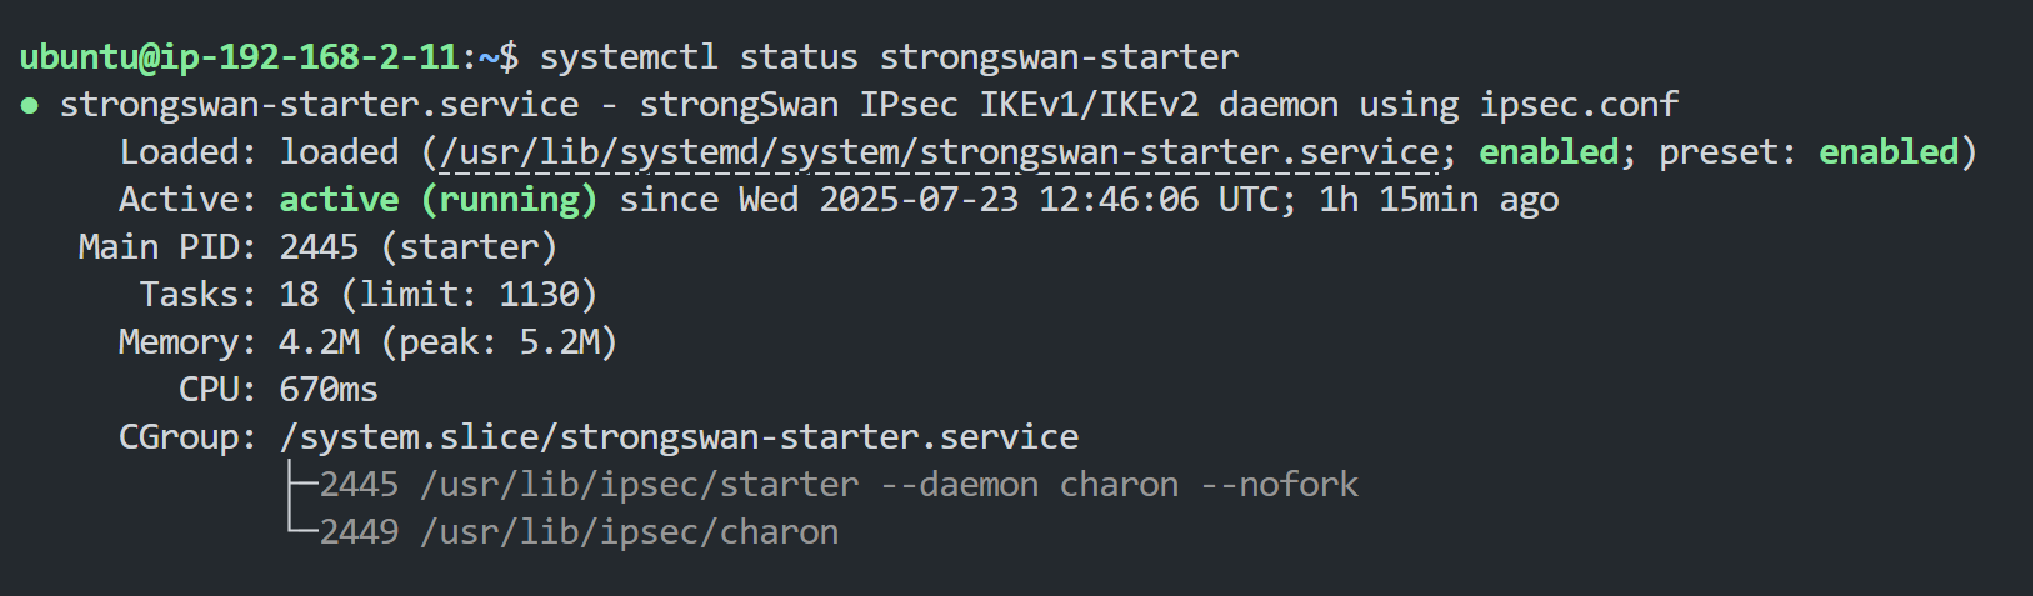 ubuntu@ip-192-168-2-11:~$ systemctl status strongswan-starter
● strongswan-starter.service - strongSwan IPsec IKEv1/IKEv2 daemon using ipsec.conf
     Loaded: loaded (/usr/lib/systemd/system/strongswan-starter.service; enabled; preset: enabled)
     Active: active (running) since Wed 2025-07-23 12:46:06 UTC; 1h 15min ago
   Main PID: 2445 (starter)
      Tasks: 18 (limit: 1130)
     Memory: 4.2M (peak: 5.2M)
        CPU: 670ms
     CGroup: /system.slice/strongswan-starter.service
             ├─2445 /usr/lib/ipsec/starter --daemon charon --nofork
             └─2449 /usr/lib/ipsec/charon